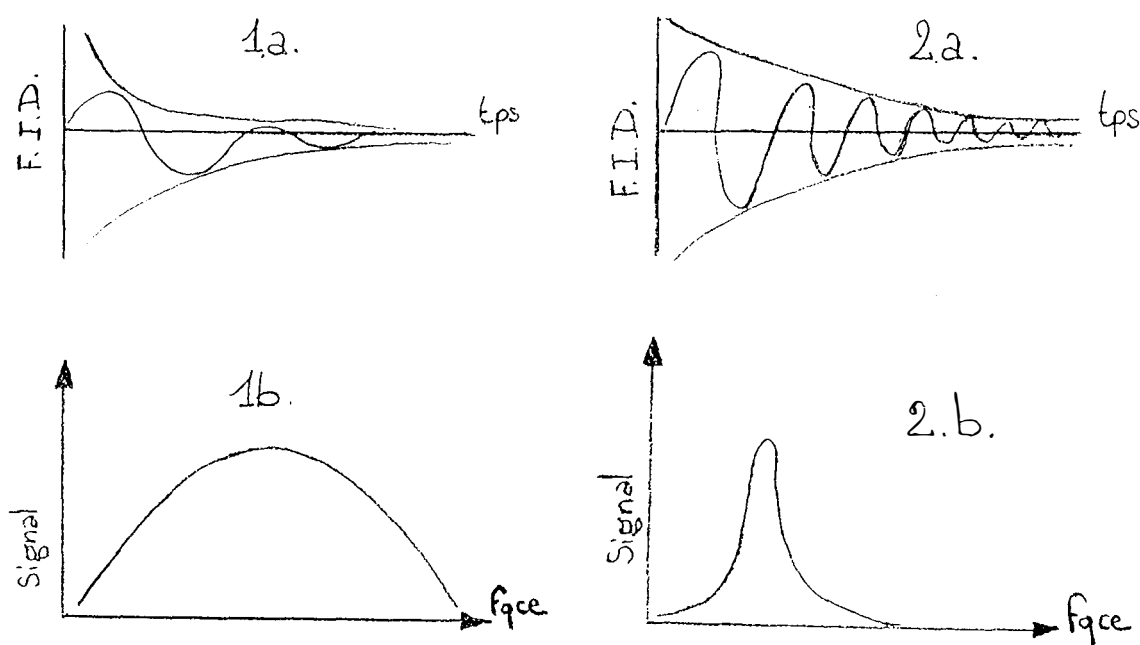 1a.
F.I.D.
tps
2a.
F.I.D.
tps
1b.
Signal
Fqce
2.b.
Signal
Fqce